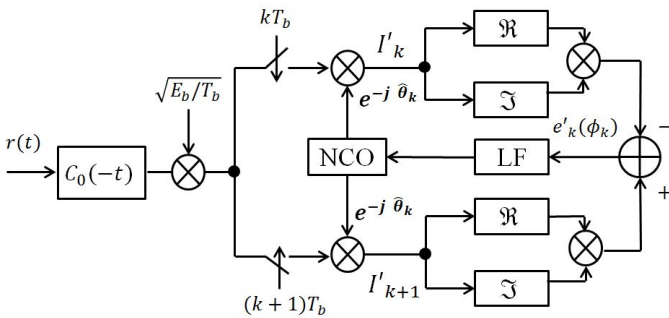 kT_b
I'_k
ℜ
√E_b/T_b
e^{-j θ̂_k}
ℑ
r(t)
e'_k(ϕ_k)
−
C_0(−t)
NCO
LF
+
e^{-j θ̂_k}
ℜ
(k + 1)T_b
I'_{k+1}
ℑ